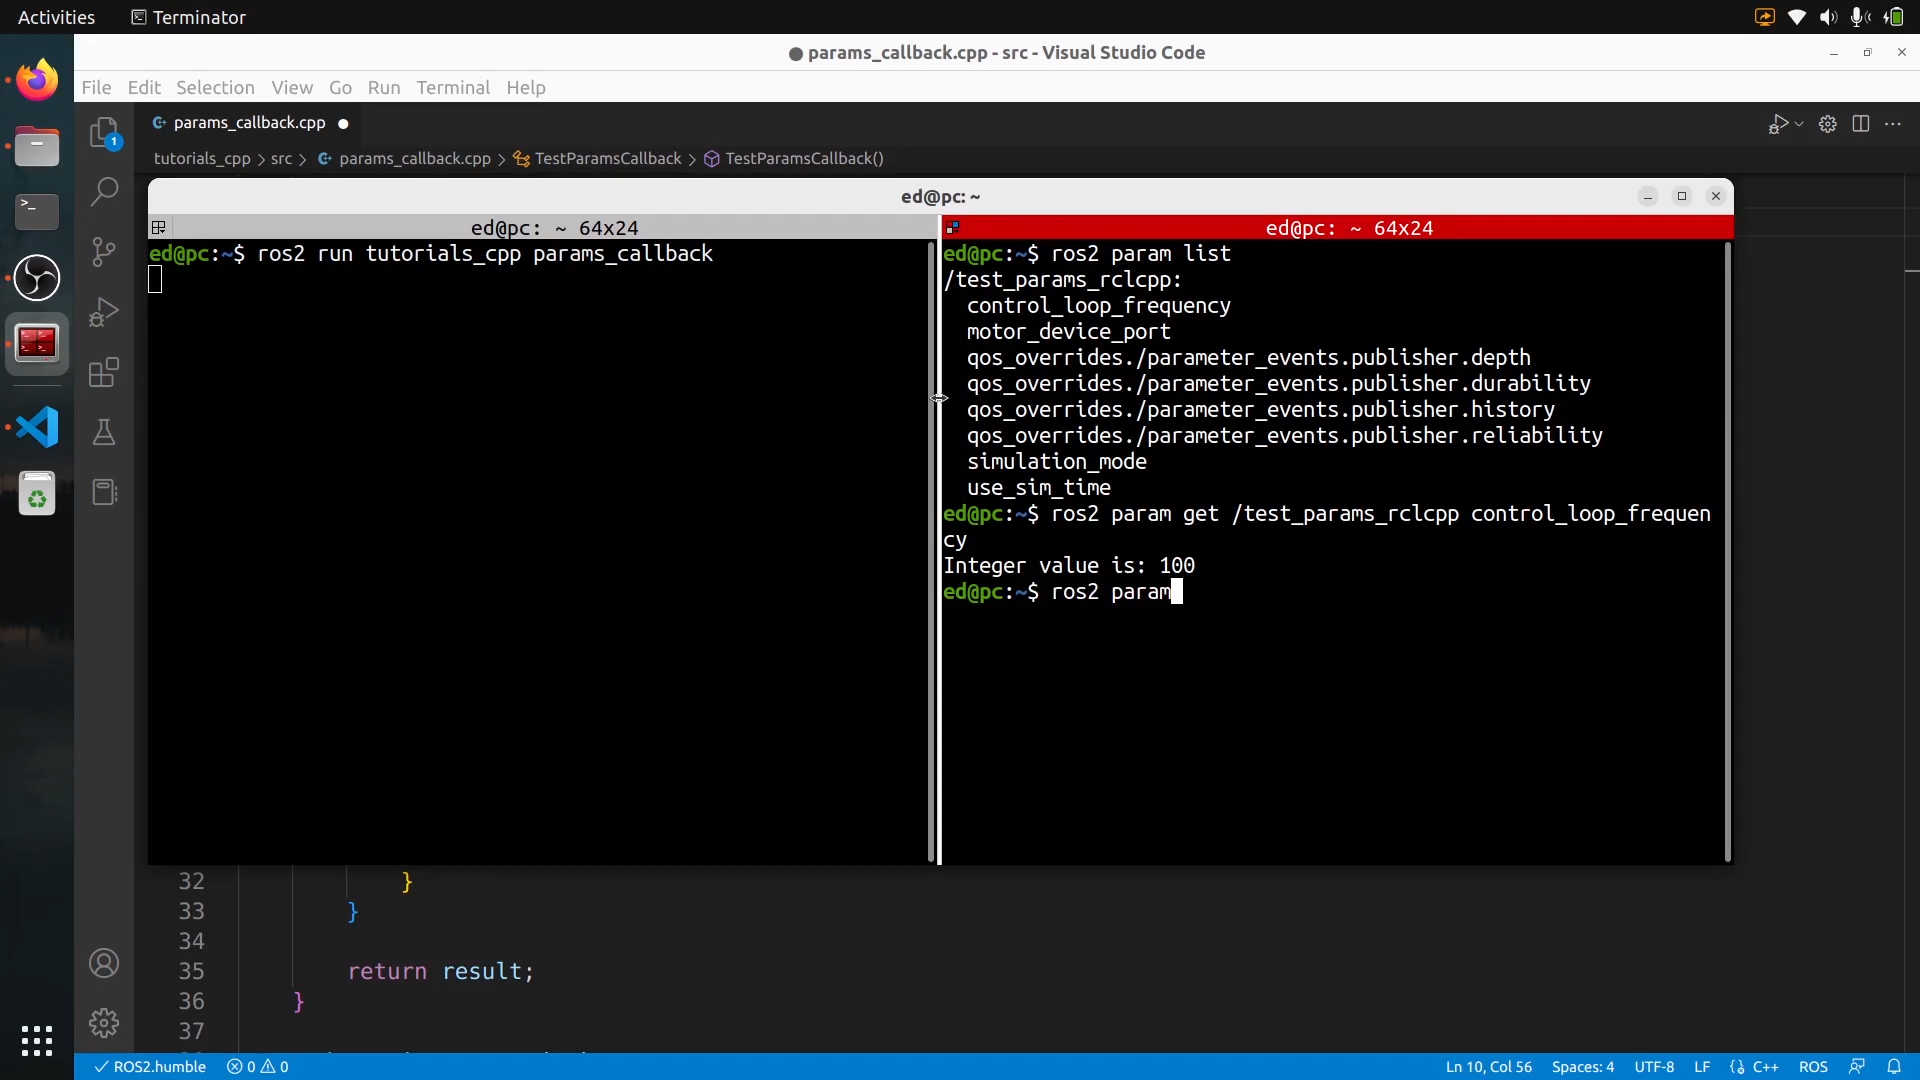 Activities
Terminator
params_callback.cpp - src - Visual Studio Code
File Edit Selection View Go Run Terminal Help
1
params_callback.cpp
tutorials_cpp > src > params_callback.cpp > TestParamsCallback > TestParamsCallback()
ed@pc: ~
ed@pc: ~ 64x24
ed@pc:~$ ros2 run tutorials_cpp params_callback
ed@pc: ~ 64x24
ed@pc:~$ ros2 param list
/test_params_rclcpp:
control_loop_frequency
motor_device_port
qos_overrides./parameter_events.publisher.depth
qos_overrides./parameter_events.publisher.durability
qos_overrides./parameter_events.publisher.history
qos_overrides./parameter_events.publisher.reliability
simulation_mode
use_sim_time
ed@pc:~$ ros2 param get /test_params_rclcpp control_loop_frequen
cy
Integer value is: 100
ed@pc:~$ ros2 param
32 }
33 }
34
35 return result;
36 }
37
ROS2.humble 0 0 Ln 10, Col 56 Spaces: 4 UTF-8 LF {} C++ ROS